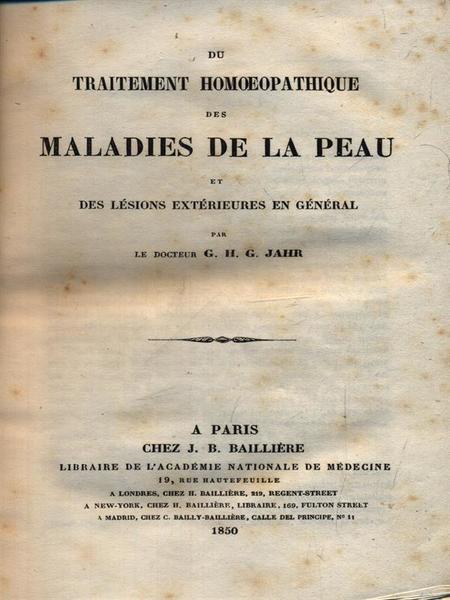 DU
TRAITEMENT HOMŒOPATHIQUE
DES
MALADIES DE LA PEAU
ET
DES LÉSIONS EXTÉRIEURES EN GÉNÉRAL
PAR
LE DOCTEUR G. H. G. JAHR
A PARIS
CHEZ J. B. BAILLIÈRE
LIBRAIRE DE L'ACADÉMIE NATIONALE DE MÉDECINE
19, RUE HAUTEFEUILLE
A LONDRES, CHEZ H. BAILLIÈRE, 219, REGENT-STREET
A NEW-YORK, CHEZ H. BAILLIÈRE, LIBRAIRE, 169, FULTON STREET
A MADRID, CHEZ C. BAILLY-BAILLIÈRE, CALLE DEL PRINCIPE, Nº 11
1850